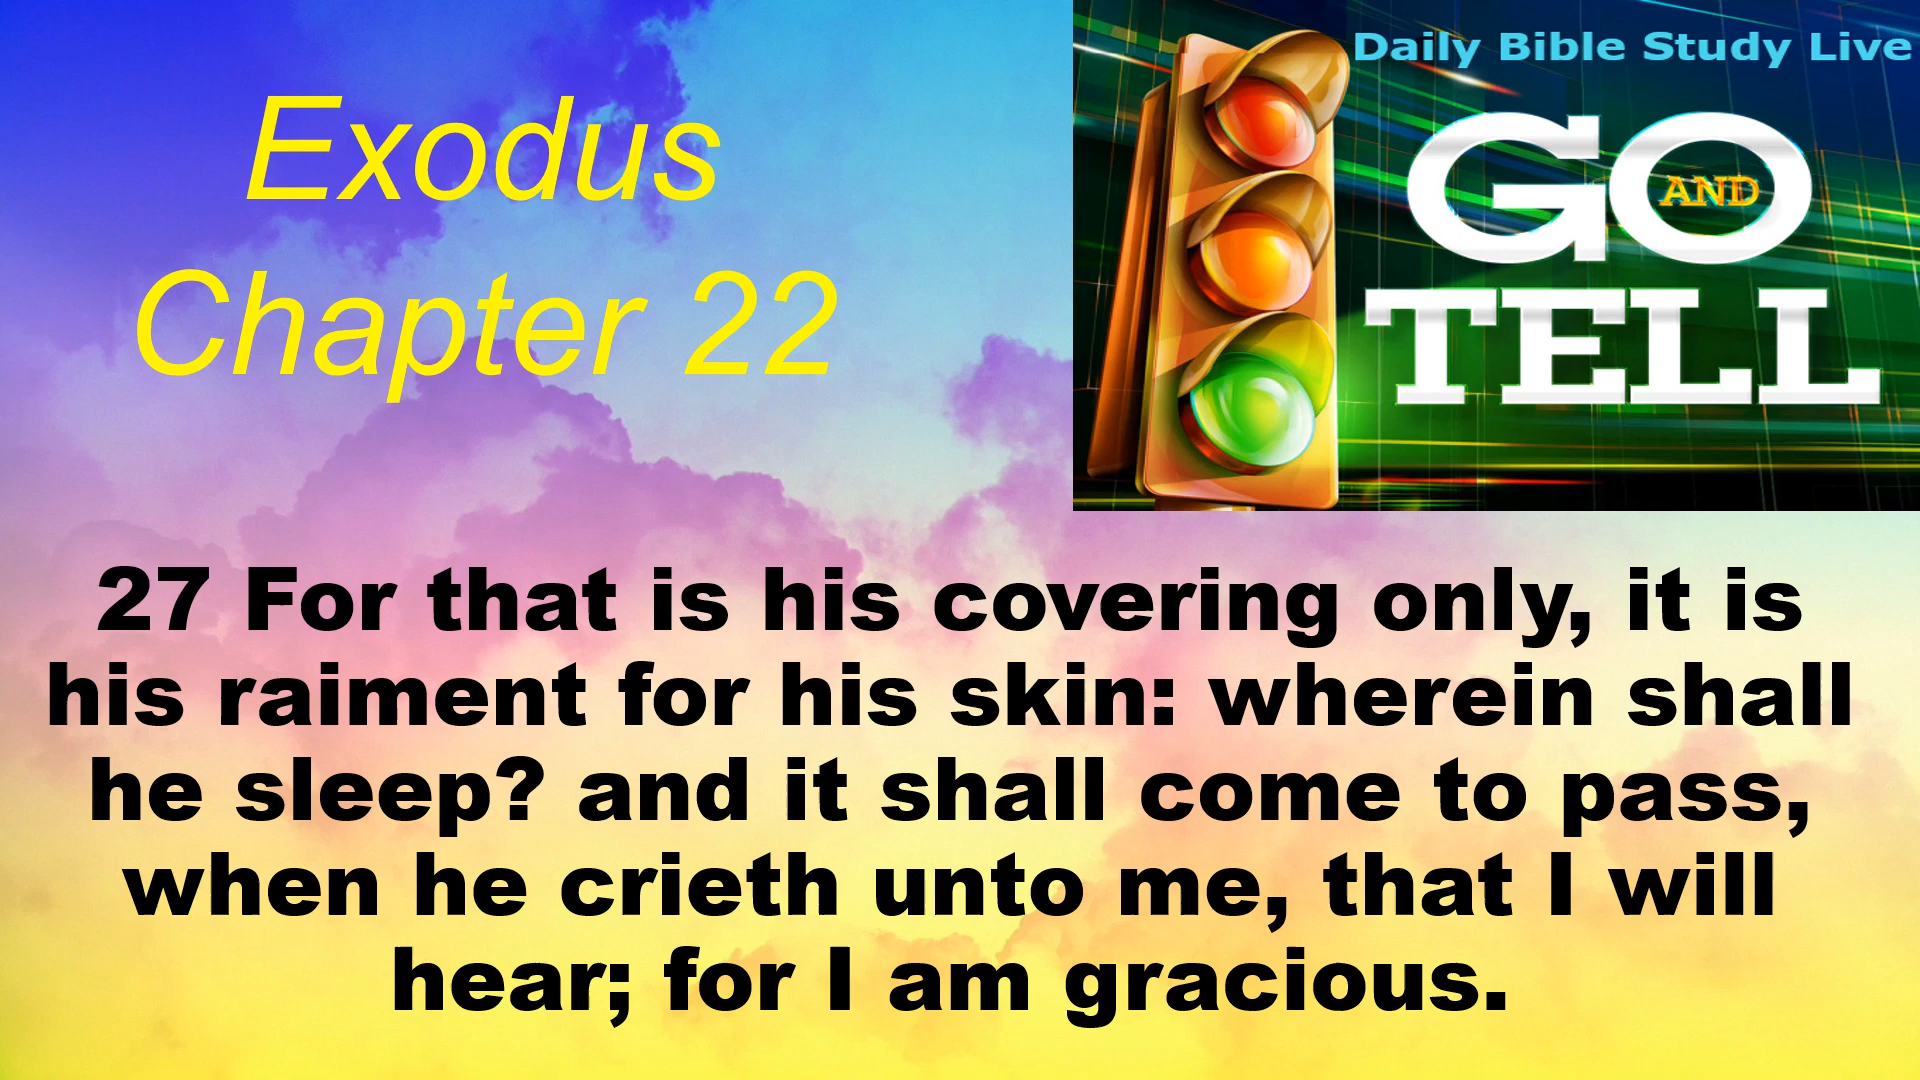 Exodus
Chapter 22
Daily Bible Study Live
GO
AND
TELL
27 For that is his covering only, it is
his raiment for his skin: wherein shall
he sleep? and it shall come to pass,
when he crieth unto me, that I will
hear; for I am gracious.